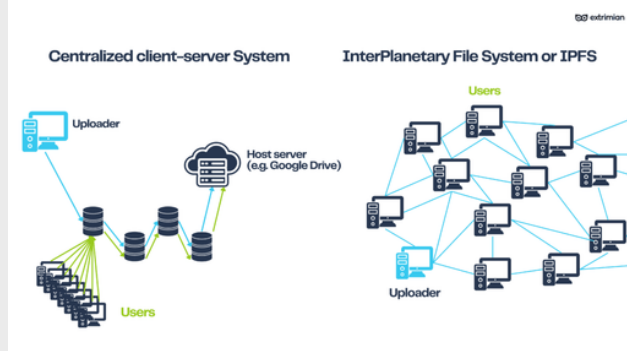 extrimian
Centralized client-server System
InterPlanetary File System or IPFS
Uploader
Host server
(e.g. Google Drive)
Users
Users
Uploader